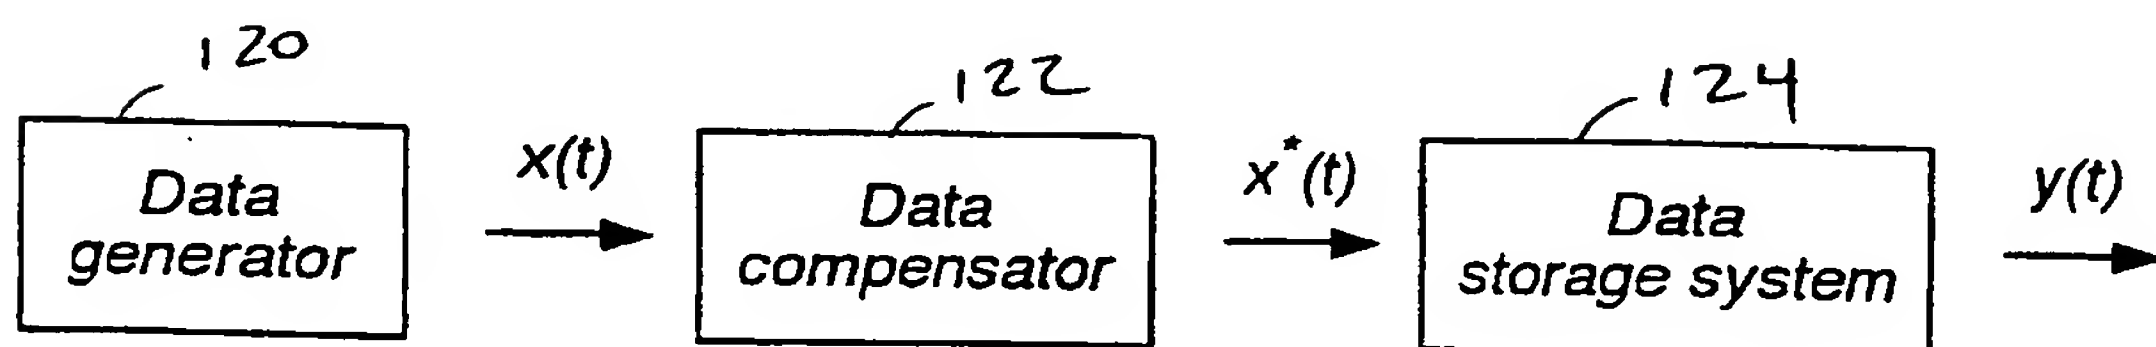 120
122
124
Data
generator
x(t)
Data
compensator
x*(t)
Data
storage system
y(t)